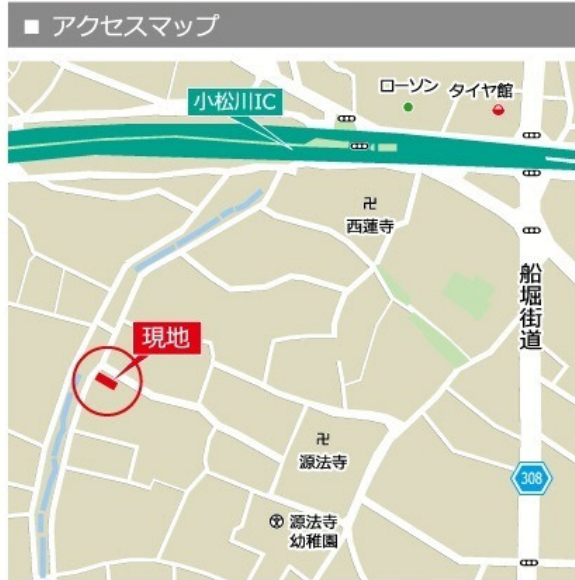 ■ アクセスマップ
ローソン
タイヤ館
小松川IC
卍
西蓮寺
船堀街道
現地
卍
源法寺
308
源法寺
幼稚園